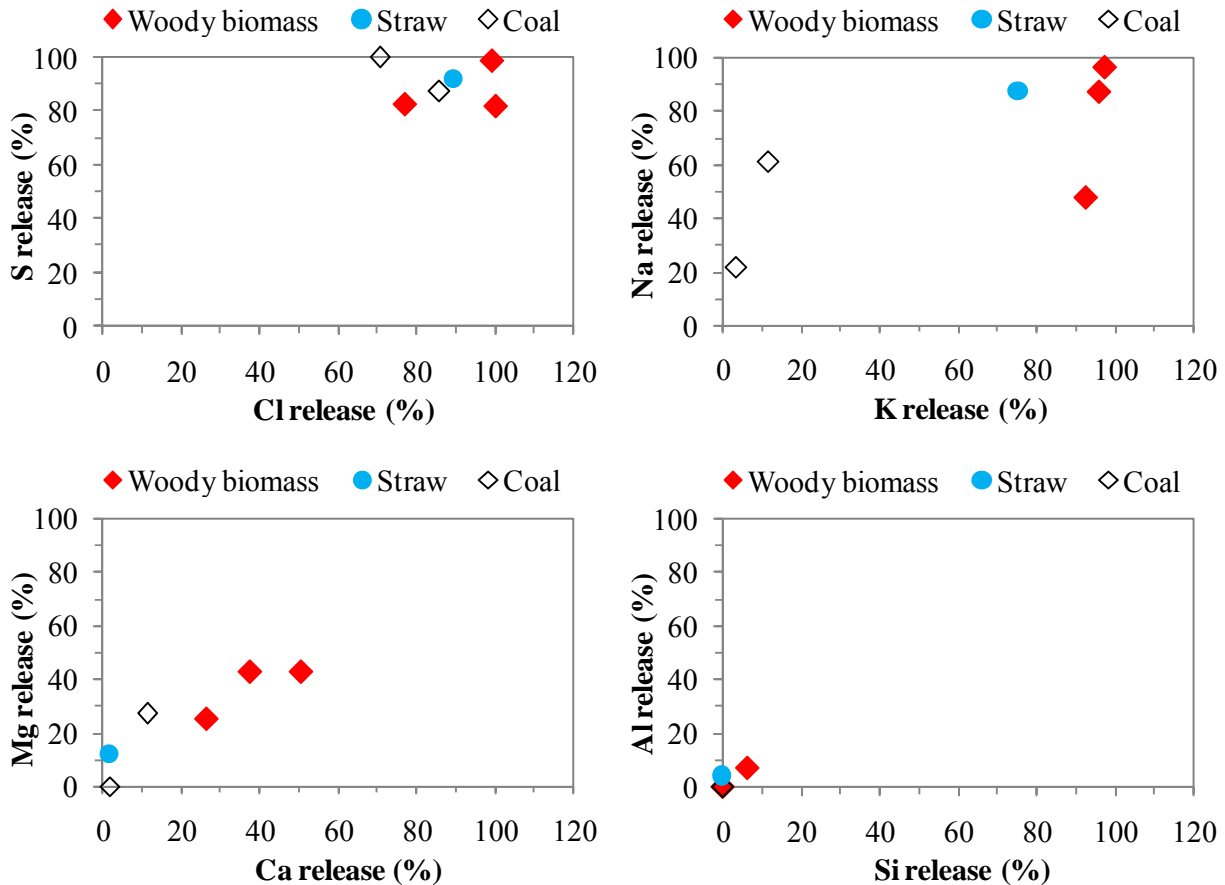 Woody biomass Straw Coal
100
80
60
40
20
0
0 20 40 60 80 100 120
S release (%)
Cl release (%)
Woody biomass Straw Coal
100
80
60
40
20
0
0 20 40 60 80 100 120
Na release (%)
K release (%)
Woody biomass Straw Coal
100
80
60
40
20
0
0 20 40 60 80 100 120
Mg release (%)
Ca release (%)
Woody biomass Straw Coal
100
80
60
40
20
0
0 20 40 60 80 100 120
Al release (%)
Si release (%)